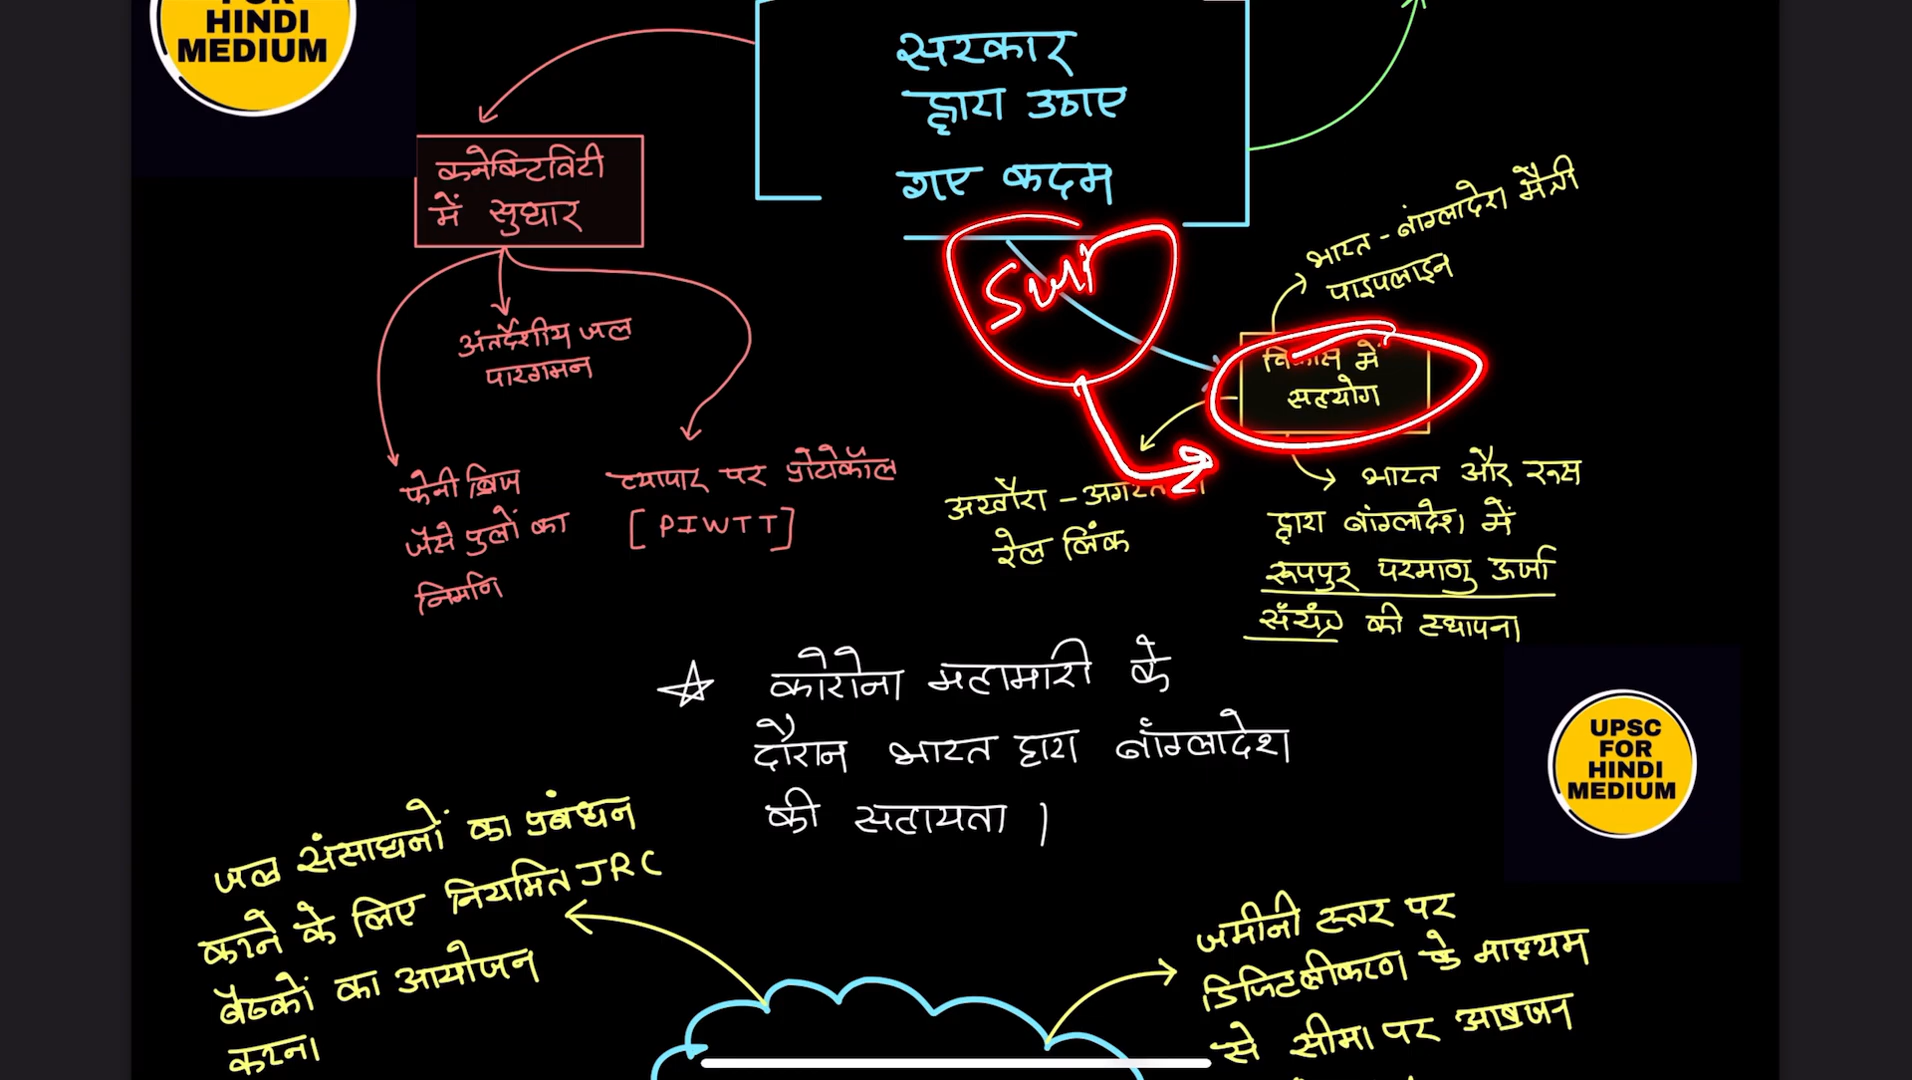 FOR
HINDI
MEDIUM
सरकार
द्वारा उठाए
गए कदम
कनेक्टिविटी
में सुधार
अंतर्देशीय जल
पारगमन
फेनी ब्रिज
जैसे पुलों का
निर्माण
व्यापार पर प्रोटोकॉल
[PIWTT]
भारत - बांग्लादेश मैत्री
पाइपलाइन
विकास में
सहयोग
अखौरा -
रेल लिंक
भारत और रूस
द्वारा बांग्लादेश में
रूपपुर परमाणु ऊर्जा
सँयंत्र की स्थापना
कोरोना महामारी के
दौरान भारत द्वारा बाँग्लादेश
की सहायता।
UPSC
FOR
HINDI
MEDIUM
जल संसाधनों का प्रबंधन
करने के लिए नियमित JRC
बैठकों का आयोजन
करना
जमीनी स्तर पर
डिजिटलीकरण के माध्यम
से सीमा पर आव्रजन